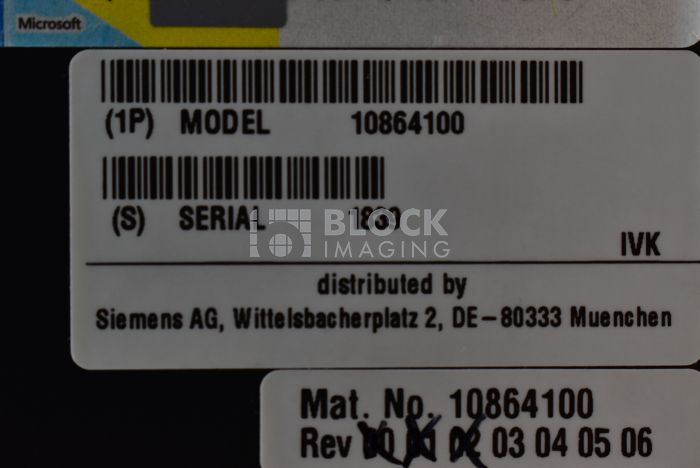 Microsoft
(1P) MODEL 10864100
(S) SERIAL
BLOCK
IMAGING
IVK
distributed by
Siemens AG, Wittelsbacherplatz 2, DE-80333 Muenchen
Mat. No. 10864100
Rev 00 01 02 03 04 05 06